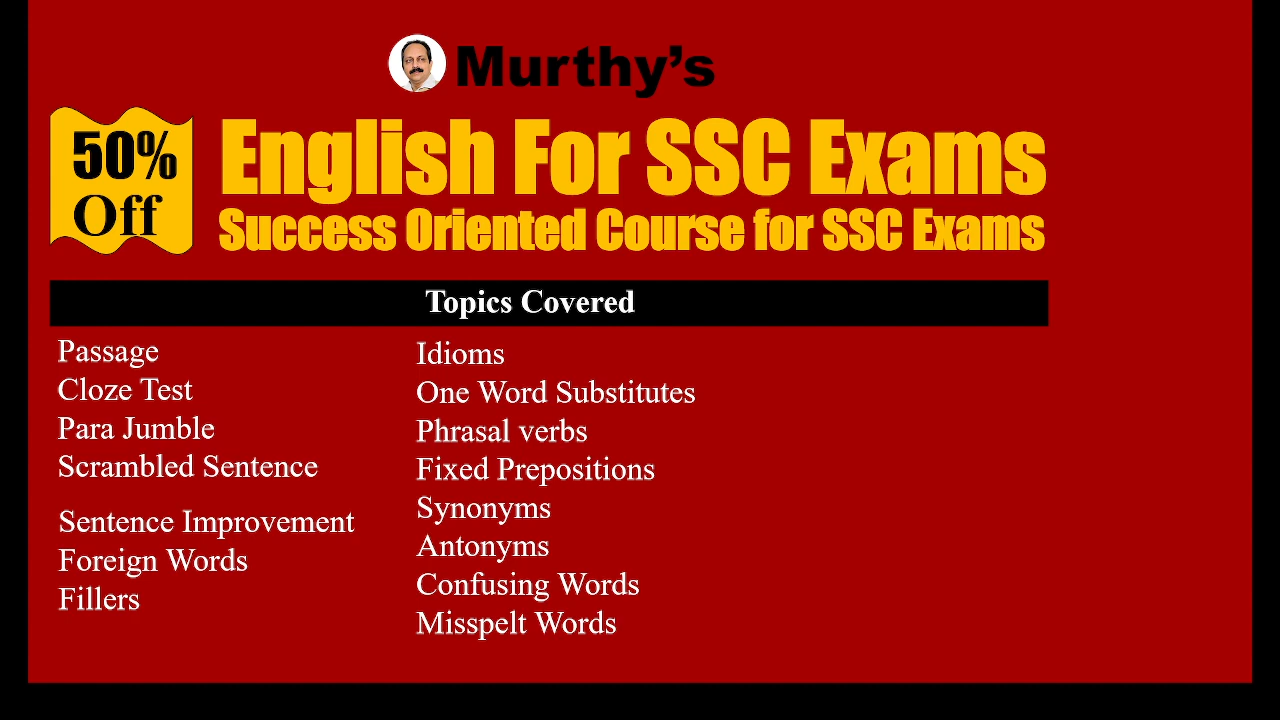 Murthy’s
50%
Off
English For SSC Exams
Success Oriented Course for SSC Exams
Topics Covered
Passage
Cloze Test
Para Jumble
Scrambled Sentence
Sentence Improvement
Foreign Words
Fillers
Idioms
One Word Substitutes
Phrasal verbs
Fixed Prepositions
Synonyms
Antonyms
Confusing Words
Misspelt Words